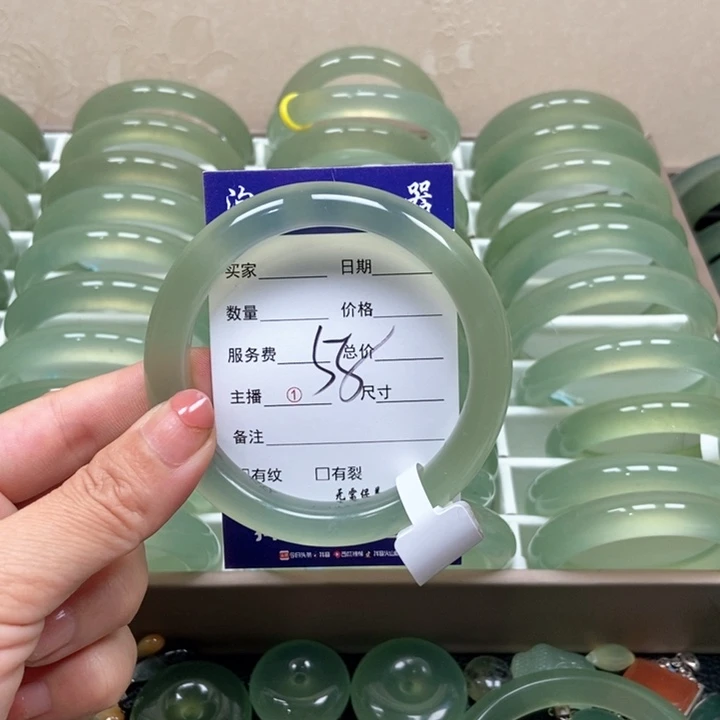 器
买家 日期
数量 价格
服务费 总价
58
主播 ① 尺寸
备注
有纹 □有裂